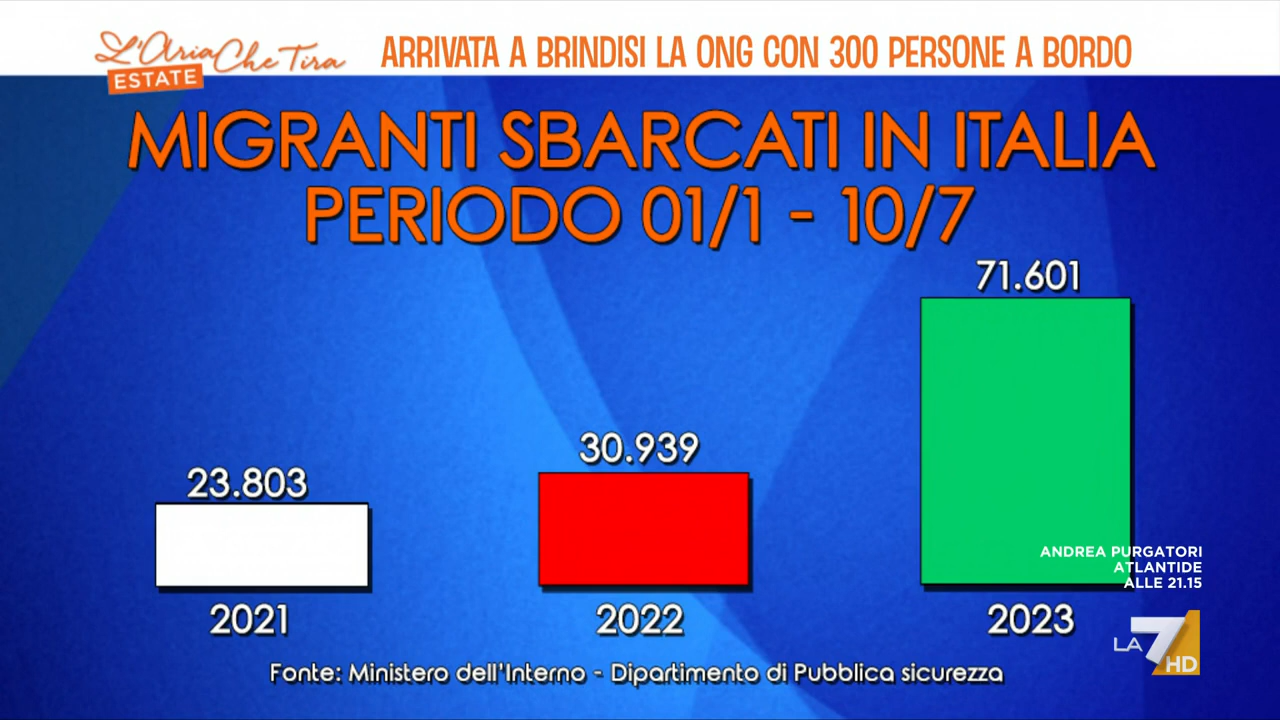 L'Aria Che Tira
ESTATE
ARRIVATA A BRINDISI LA ONG CON 300 PERSONE A BORDO
MIGRANTI SBARCATI IN ITALIA
PERIODO 01/1 - 10/7
71.601
30.939
23.803
ANDREA PURGATORI
ATLANTIDE
ALLE 21.15
2021
2022
2023
LA 7 HD
Fonte: Ministero dell'Interno - Dipartimento di Pubblica sicurezza